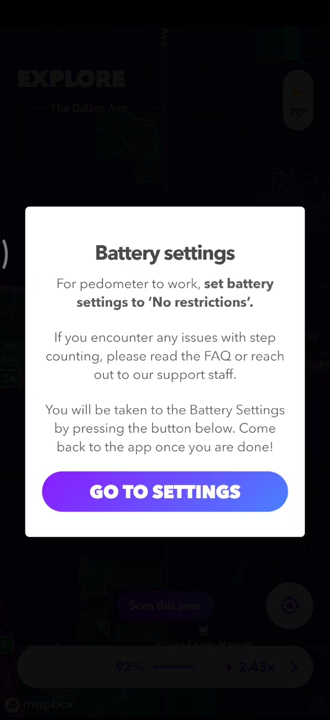 Ave
EXPLORE
The Dalles Ave
70°
Battery settings
For pedometer to work, set battery
settings to ‘No restrictions’.
If you encounter any issues with step
counting, please read the FAQ or reach
out to our support staff.
You will be taken to the Battery Settings
by pressing the button below. Come
back to the app once you are done!
GO TO SETTINGS
Scan this area
92%
2.43x
mapbox